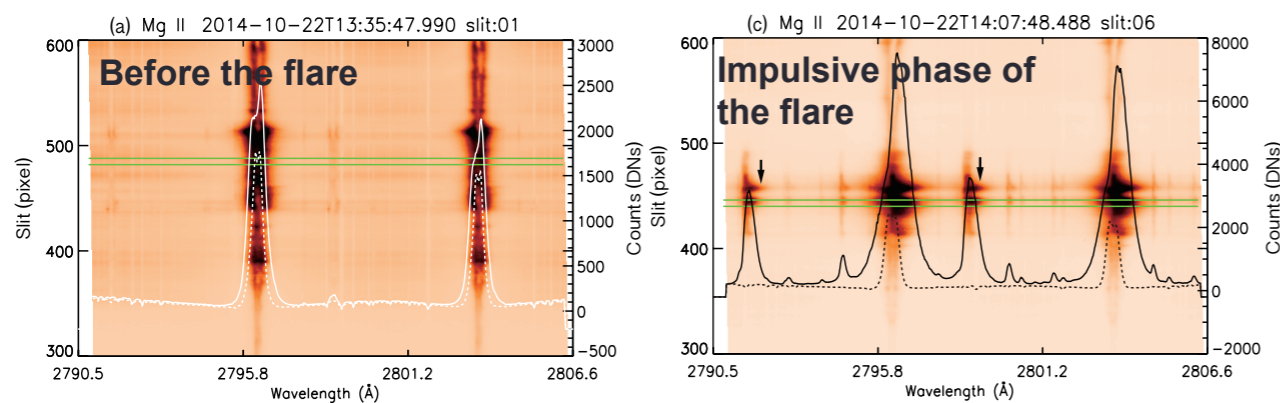 (a) Mg II 2014-10-22T13:35:47.990 slit:01
Before the flare
600
500
400
300
Slit (pixel)
3000
2500
2000
1500
1000
500
0
-500
Counts (DNs)
2790.5 2795.8 2801.2 2806.6
Wavelength (Å)
(c) Mg II 2014-10-22T14:07:48.488 slit:06
Impulsive phase of
the flare
600
500
400
300
Slit (pixel)
8000
6000
4000
2000
0
-2000
Counts (DNs)
2790.5 2795.8 2801.2 2806.6
Wavelength (Å)